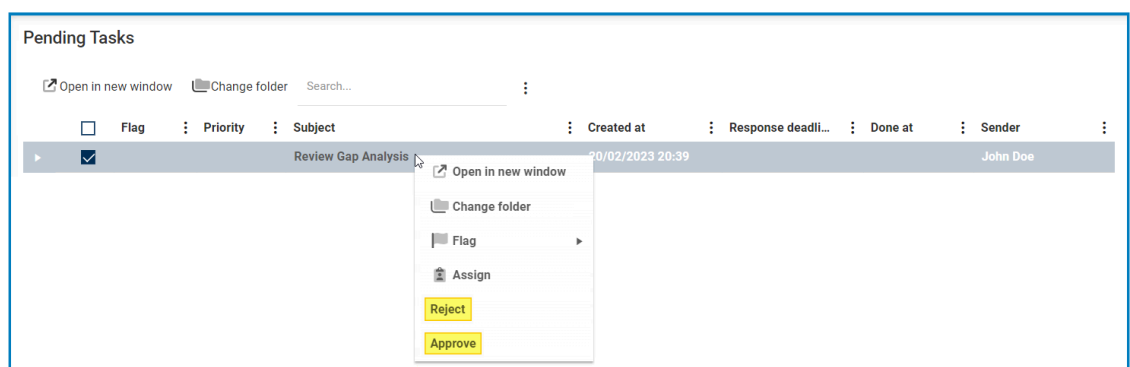 Pending Tasks
Open in new window Change folder Search...
Flag Priority Subject Created at Response deadli... Done at Sender
Review Gap Analysis 20/02/2023 20:39 John Doe
Open in new window
Change folder
Flag
Assign
Reject
Approve